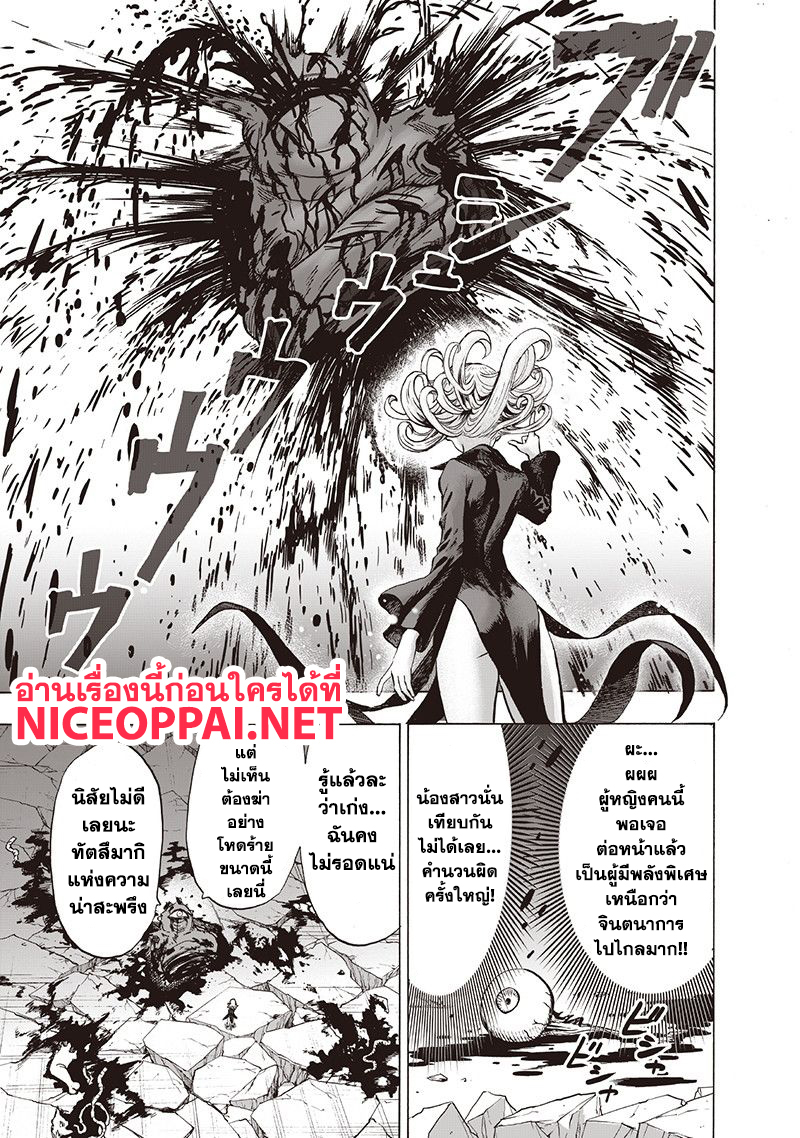 ブシュウウウウ
อ่านเรื่องนี้ก่อนใครได้ที่
NICEOPPAI.NET
ผะ...
ผผผ
ผู้หญิงคนนี้
พอเจอ
ต่อหน้าแล้ว
เป็นผู้มีพลังพิเศษ
เหนือกว่า
จินตนาการ
ไปไกลมาก!!
น้องสาวนั่น
เทียบกัน
ไม่ได้เลย...
คำนวนผิด
ครั้งใหญ่!
ビシャ
ビシャ
รู้แล้วละ
ว่าเก่ง...
ฉันคง
ไม่รอดแน่
แต่
ไม่เห็น
ต้องฆ่า
อย่าง
โหดร้าย
ขนาดนี้
เลยนี่
นิสัยไม่ดี
เลยนะ
ทัตสึมากิ
แห่งความ
น่าสะพรึง